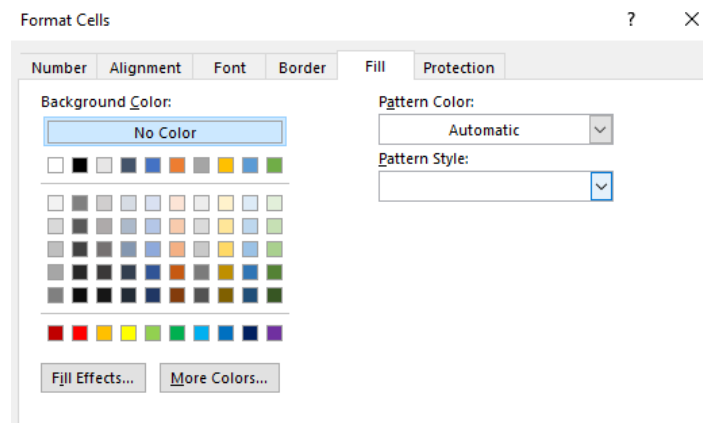 Format Cells ? ×
Number Alignment Font Border Fill Protection
Background Color:
No Color
Pattern Color:
Automatic
Pattern Style:
Fill Effects... More Colors...